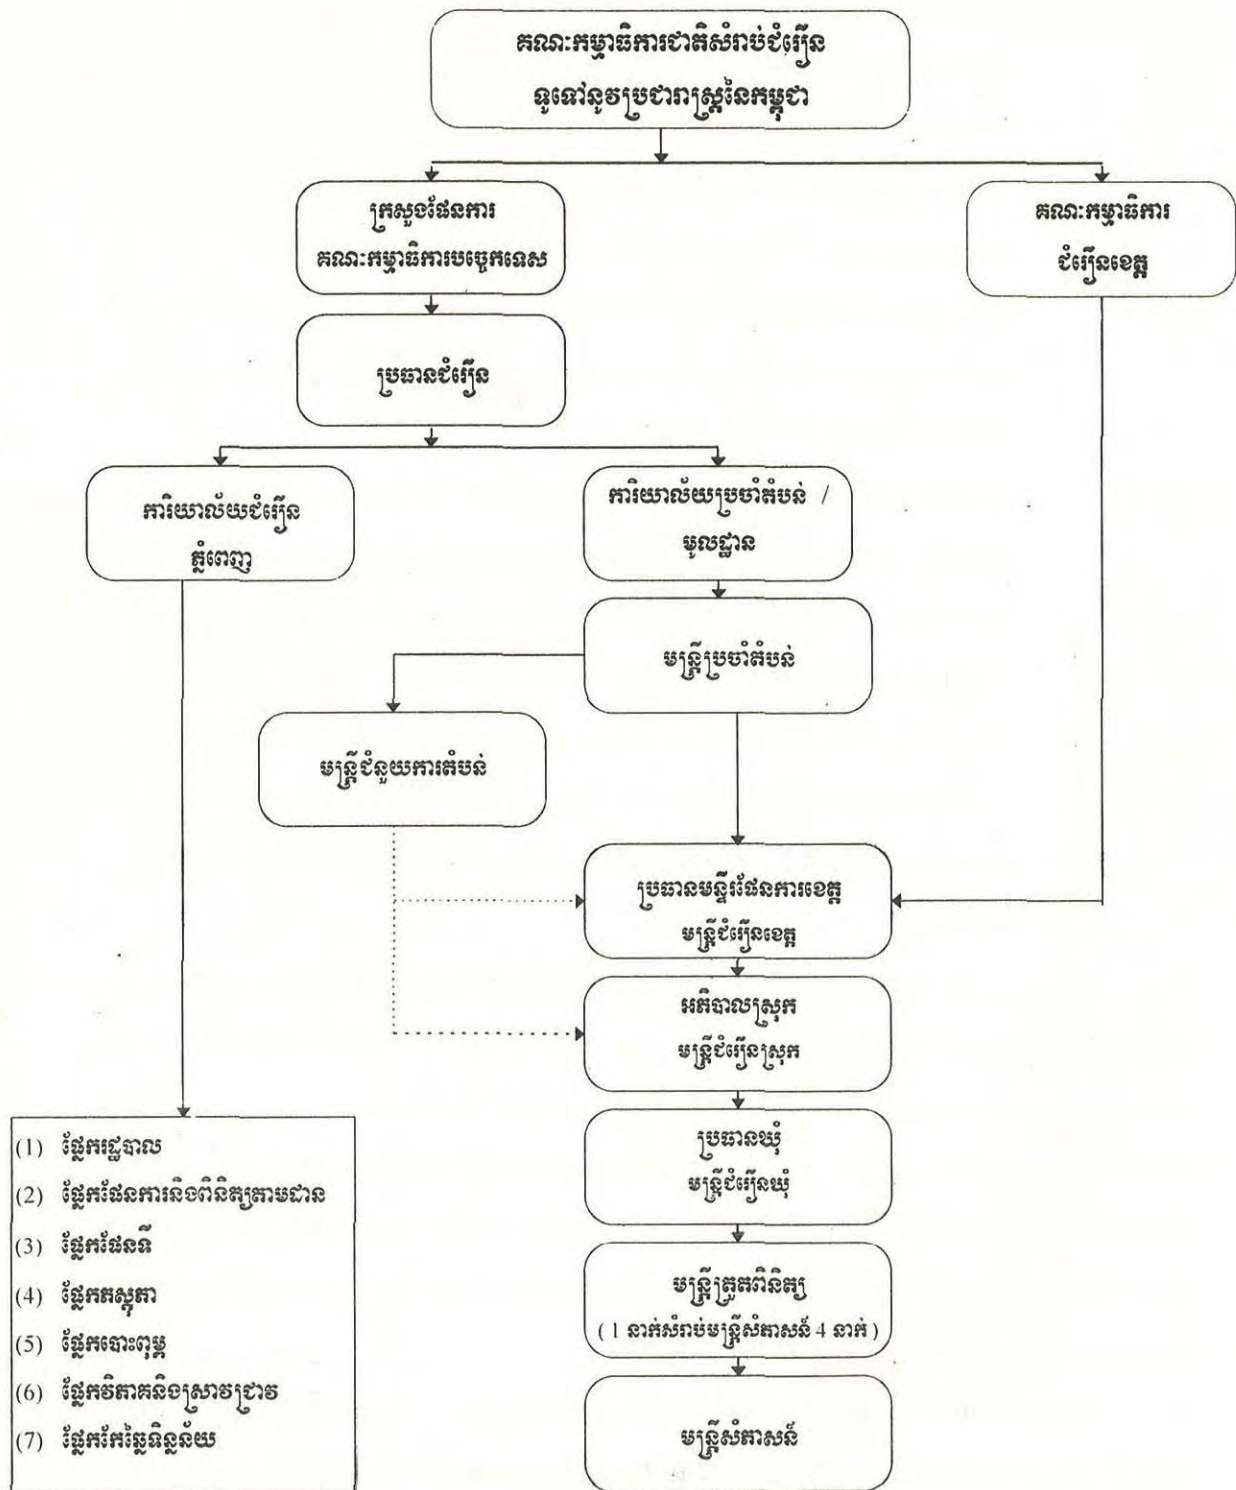 គណៈកម្មាធិការជាតិសំរាប់ជំរឿន
ទូទៅនូវប្រជារាស្ត្រនៃកម្ពុជា
ក្រសួងផែនការ
គណៈកម្មាធិការបច្ចេកទេស
គណៈកម្មាធិការ
ជំរឿនខេត្ត
ប្រធានជំរឿន
ការិយាល័យជំរឿន
ភ្នំពេញ
ការិយាល័យប្រចាំតំបន់ /
មូលដ្ឋាន
មន្ត្រីប្រចាំតំបន់
មន្ត្រីជំនួយការតំបន់
ប្រធានមន្ទីរផែនការខេត្ត
មន្ត្រីជំរឿនខេត្ត
អភិបាលស្រុក
មន្ត្រីជំរឿនស្រុក
ប្រធានឃុំ
មន្ត្រីជំរឿនឃុំ
មន្ត្រីត្រួតពិនិត្យ
( 1 នាក់សំរាប់មន្ត្រីសំភាសន៍ 4 នាក់ )
មន្ត្រីសំភាសន៍
(1) ផ្នែករដ្ឋបាល
(2) ផ្នែកផែនការនិងពិនិត្យតាមដាន
(3) ផ្នែកផែនទី
(4) ផ្នែកភស្តុភា
(5) ផ្នែកបោះពុម្ព
(6) ផ្នែកវិភាគនិងស្រាវជ្រាវ
(7) ផ្នែកកែឆ្នៃទិន្នន័យ